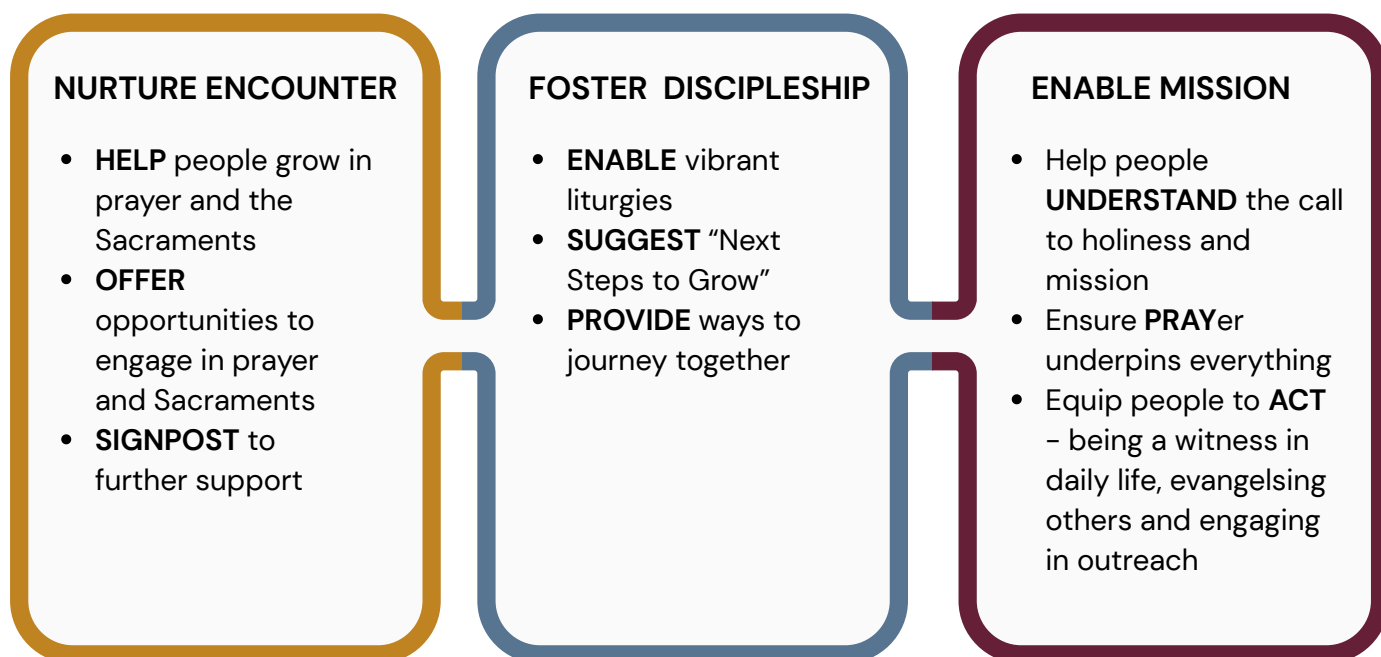 NURTURE ENCOUNTER
• HELP people grow in
prayer and the
Sacraments
• OFFER
opportunities to
engage in prayer
and Sacraments
• SIGNPOST to
further support
FOSTER DISCIPLESHIP
• ENABLE vibrant
liturgies
• SUGGEST “Next
Steps to Grow”
• PROVIDE ways to
journey together
ENABLE MISSION
• Help people
UNDERSTAND the call
to holiness and
mission
• Ensure PRAYer
underpins everything
• Equip people to ACT
- being a witness in
daily life, evangelsing
others and engaging
in outreach